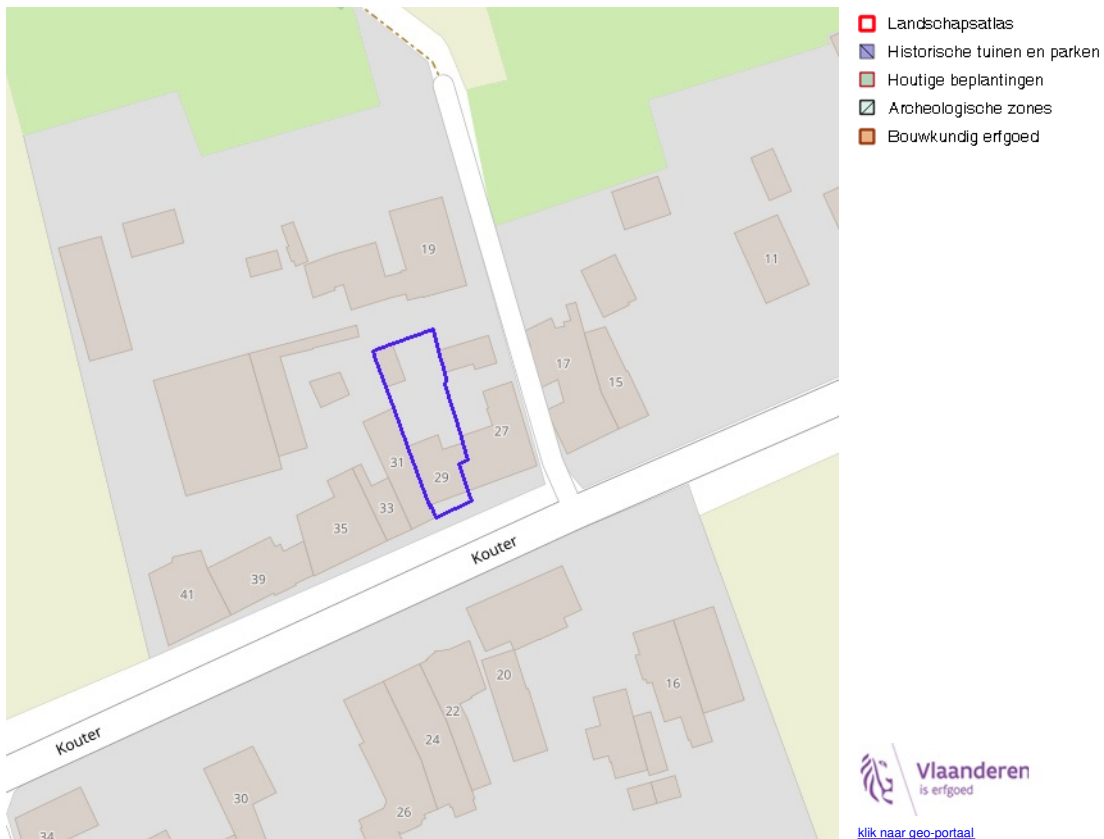 Landschapsatlas
Historische tuinen en parken
Houtige beplantingen
Archeologische zones
Bouwkundig erfgoed
19
11
17
15
27
31
29
33
35
39
41
Kouter
Kouter
20
16
22
24
30
26
34
Vlaanderen
is erfgoed
klik naar geo-portaal